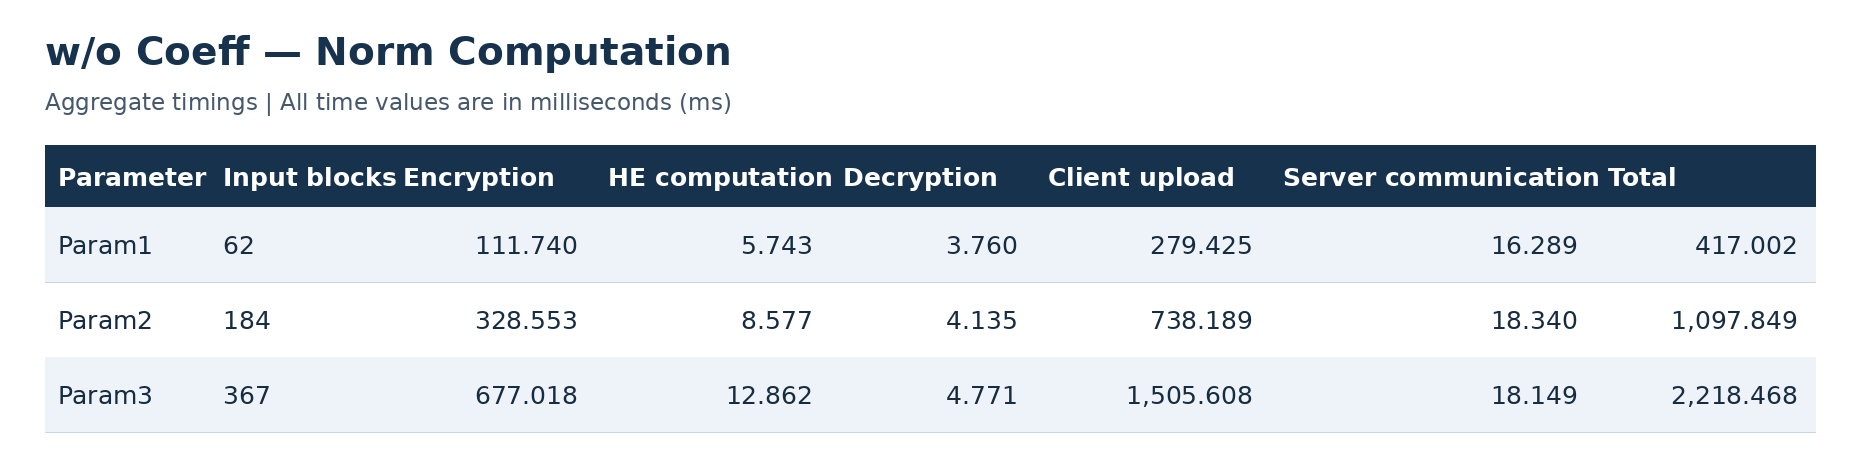 w/o Coeff — Norm Computation
Aggregate timings | All time values are in milliseconds (ms)
Parameter Input blocks Encryption HE computation Decryption Client upload Server communication Total
Param1 62 111.740 5.743 3.760 279.425 16.289 417.002
Param2 184 328.553 8.577 4.135 738.189 18.340 1,097.849
Param3 367 677.018 12.862 4.771 1,505.608 18.149 2,218.468